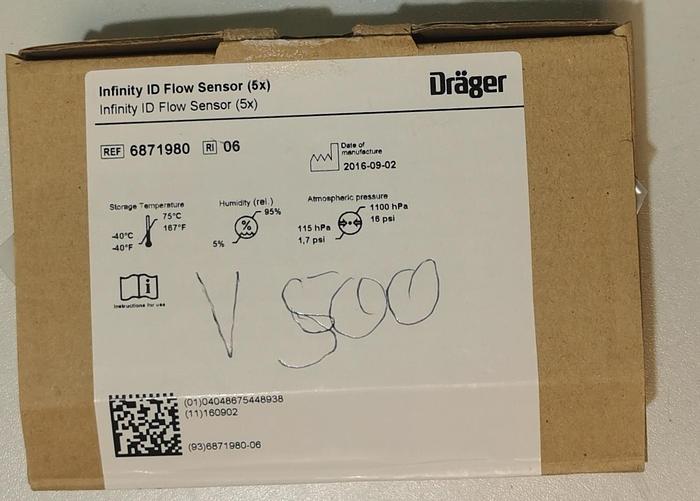 Infinity ID Flow Sensor (5x)
Infinity ID Flow Sensor (5x)
Dräger
REF 6871980 RI 06
Date of
manufacture
2016-09-02
Storage Temperature
75°C
167°F
-40°C
-40°F
Humidity (rel.)
95%
%
5%
Atmospheric pressure
1100 hPa
16 psi
115 hPa
1,7 psi
i
Instructions for use
V 500
(01)04048675448938
(11)160902
(93)6871980-06